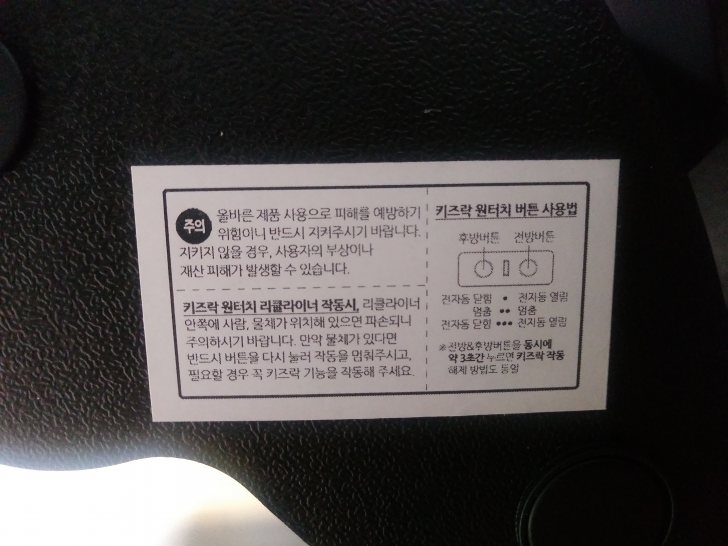 주의
올바른 제품 사용으로 피해를 예방하기
위함이니 반드시 지켜주시기 바랍니다.
지키지 않을 경우, 사용자의 부상이나
재산 피해가 발생할 수 있습니다.
키즈락 원터치 리클라이너 작동시, 리클라이너
안쪽에 사람, 물체가 위치해 있으면 파손되니
주의하시기 바랍니다. 만약 물체가 있다면
반드시 버튼을 다시 눌러 작동을 멈춰주시고,
필요할 경우 꼭 키즈락 기능을 작동해 주세요.
키즈락 원터치 버튼 사용법
후방버튼 전방버튼
전자동 닫힘 • 전자동 열림
멈춤 •• 멈춤
전자동 닫힘 ••• 전자동 열림
※ 전방&후방버튼을 동시에
약 3초간 누르면 키즈락 작동
해제 방법도 동일